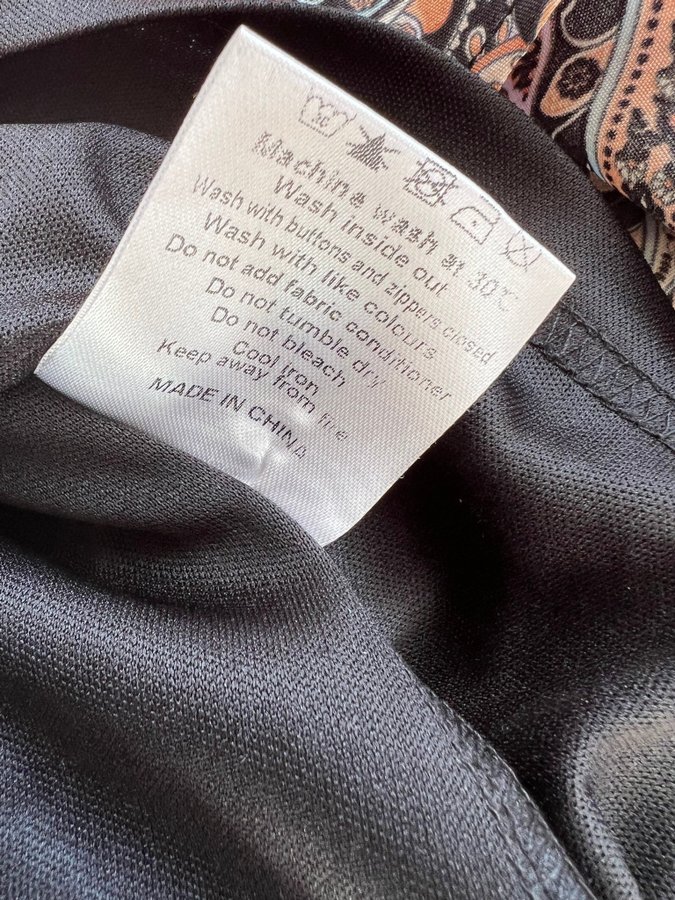 30
Machine wash at 30°C
Wash inside out
Wash with buttons and zippers closed
Wash with like colours
Do not add fabric conditioner
Do not tumble dry
Do not bleach
Cool iron
Keep away from fire
MADE IN CHINA